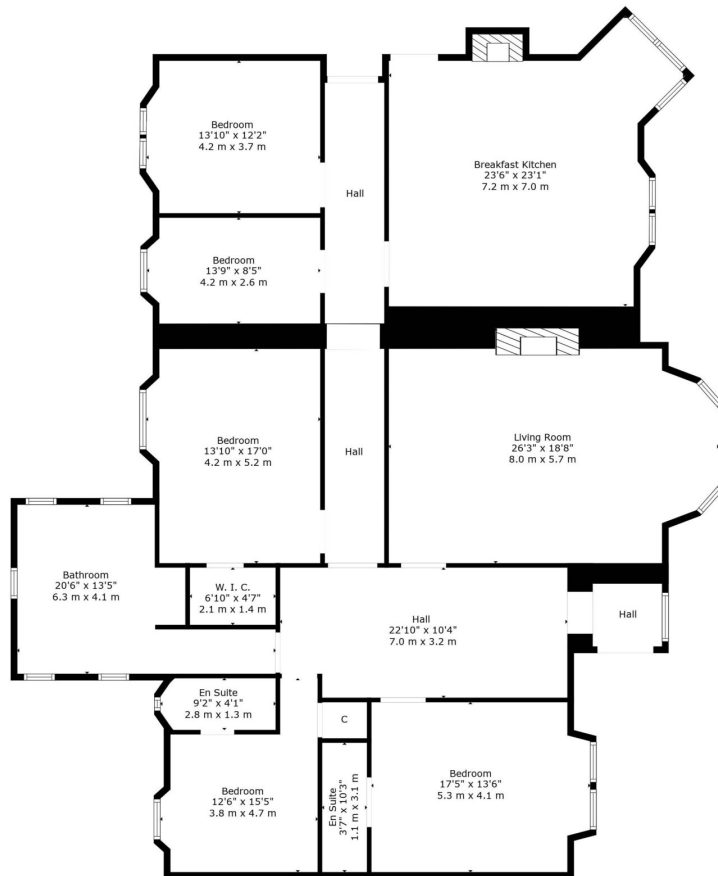 Bedroom
13'10" x 12'2"
4.2 m x 3.7 m
Hall
Breakfast Kitchen
23'6" x 23'1"
7.2 m x 7.0 m
Bedroom
13'9" x 8'5"
4.2 m x 2.6 m
Bedroom
13'10" x 17'0"
4.2 m x 5.2 m
Hall
Living Room
26'3" x 18'8"
8.0 m x 5.7 m
Bathroom
20'6" x 13'5"
6.3 m x 4.1 m
W. I. C.
6'10" x 4'7"
2.1 m x 1.4 m
Hall
22'10" x 10'4"
7.0 m x 3.2 m
Hall
En Suite
9'2" x 4'1"
2.8 m x 1.3 m
C
Bedroom
12'6" x 15'5"
3.8 m x 4.7 m
En Suite
3'7" x 10'3"
1.1 m x 3.1 m
Bedroom
17'5" x 13'6"
5.3 m x 4.1 m